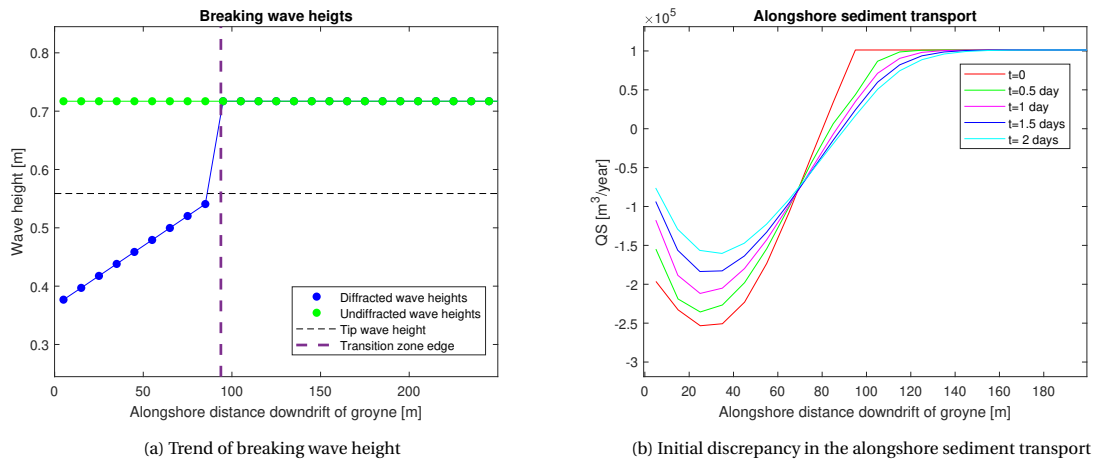 Breaking wave heigts
0.8
0.7
0.6
0.5
0.4
0.3
Wave height [m]
0
50
100
150
200
Alongshore distance downdrift of groyne [m]
Diffracted wave heights
Undiffracted wave heights
Tip wave height
Transition zone edge
(a) Trend of breaking wave height
×10⁵
Alongshore sediment transport
1
0.5
0
-0.5
-1
-1.5
-2
-2.5
-3
QS [m³/year]
0
20
40
60
80
100
120
140
160
180
Alongshore distance downdrift of groyne [m]
t=0
t=0.5 day
t=1 day
t=1.5 days
t= 2 days
(b) Initial discrepancy in the alongshore sediment transport